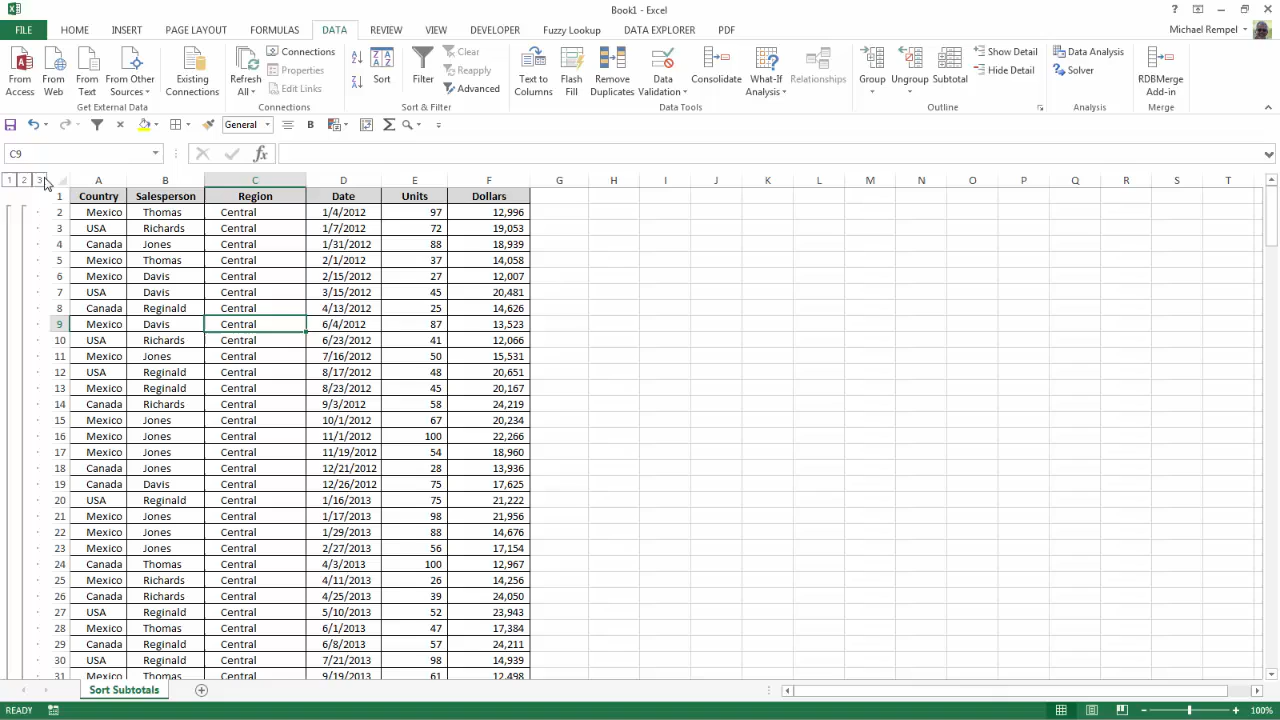 Book1 - Excel
FILE HOME INSERT PAGE LAYOUT FORMULAS DATA REVIEW VIEW DEVELOPER Fuzzy Lookup DATA EXPLORER PDF Michael Rempel
From Access From Web From Text From Other Sources Existing Connections Refresh All Connections Properties Edit Links Sort Filter Clear Reapply Advanced Text to Columns Flash Fill Remove Duplicates Data Validation Consolidate What-If Analysis Relationships Group Ungroup Subtotal Show Detail Hide Detail Data Analysis Solver RDBMerge Add-in
Get External Data Connections Sort & Filter Data Tools Outline Analysis Merge
General B
C9 fx
1 2 3 A B C D E F G H I J K L M N O P Q R S T
1 Country Salesperson Region Date Units Dollars
2 Mexico Thomas Central 1/4/2012 97 12,996
3 USA Richards Central 1/7/2012 72 19,053
4 Canada Jones Central 1/31/2012 88 18,939
5 Mexico Thomas Central 2/1/2012 37 14,058
6 Mexico Davis Central 2/15/2012 27 12,007
7 USA Davis Central 3/15/2012 45 20,481
8 Canada Reginald Central 4/13/2012 25 14,626
9 Mexico Davis Central 6/4/2012 87 13,523
10 USA Richards Central 6/23/2012 41 12,066
11 Mexico Jones Central 7/16/2012 50 15,531
12 USA Reginald Central 8/17/2012 48 20,651
13 Mexico Reginald Central 8/23/2012 45 20,167
14 Canada Richards Central 9/3/2012 58 24,219
15 Mexico Jones Central 10/1/2012 67 20,234
16 Mexico Jones Central 11/1/2012 100 22,266
17 Mexico Jones Central 11/19/2012 54 18,960
18 Canada Jones Central 12/21/2012 28 13,936
19 Canada Davis Central 12/26/2012 75 17,625
20 USA Reginald Central 1/16/2013 75 21,222
21 Mexico Jones Central 1/17/2013 98 21,956
22 Mexico Jones Central 1/29/2013 88 14,676
23 Mexico Jones Central 2/27/2013 56 17,154
24 Canada Thomas Central 4/3/2013 100 12,967
25 Mexico Richards Central 4/11/2013 26 14,256
26 Canada Richards Central 4/25/2013 39 24,050
27 USA Reginald Central 5/10/2013 52 23,943
28 Mexico Thomas Central 6/1/2013 47 17,384
29 Canada Reginald Central 6/8/2013 57 24,211
30 USA Reginald Central 7/21/2013 98 14,939
31 Mexico Thomas Central 9/19/2013 61 12,498
Sort Subtotals
READY 100%